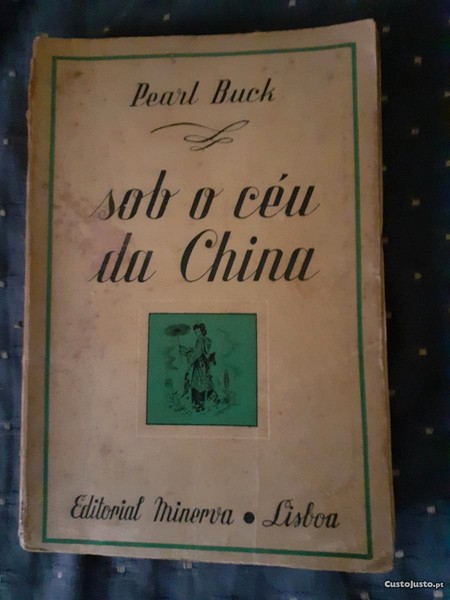 Pearl Buck
sob o céu
da China
Editorial Minerva • Lisboa
CustoJusto.pt